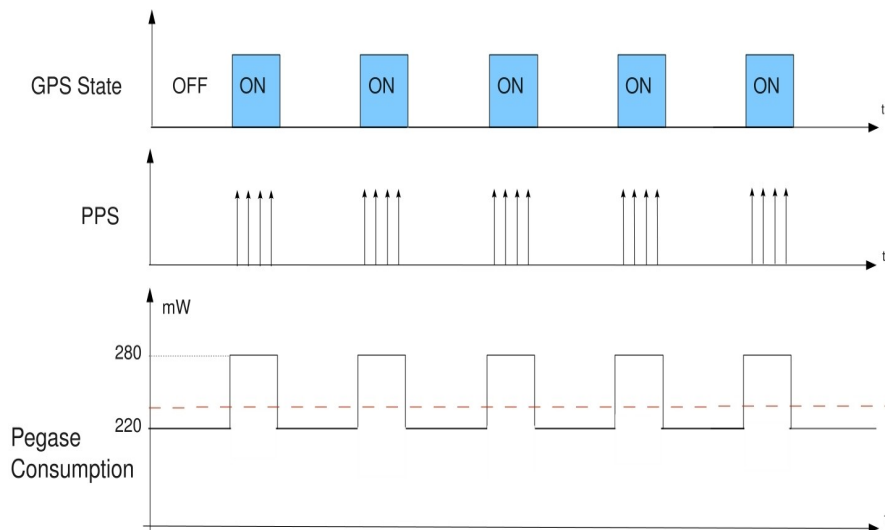 GPS State
OFF
ON
ON
ON
ON
ON
t
PPS
t
mW
280
220
Pegase
Consumption